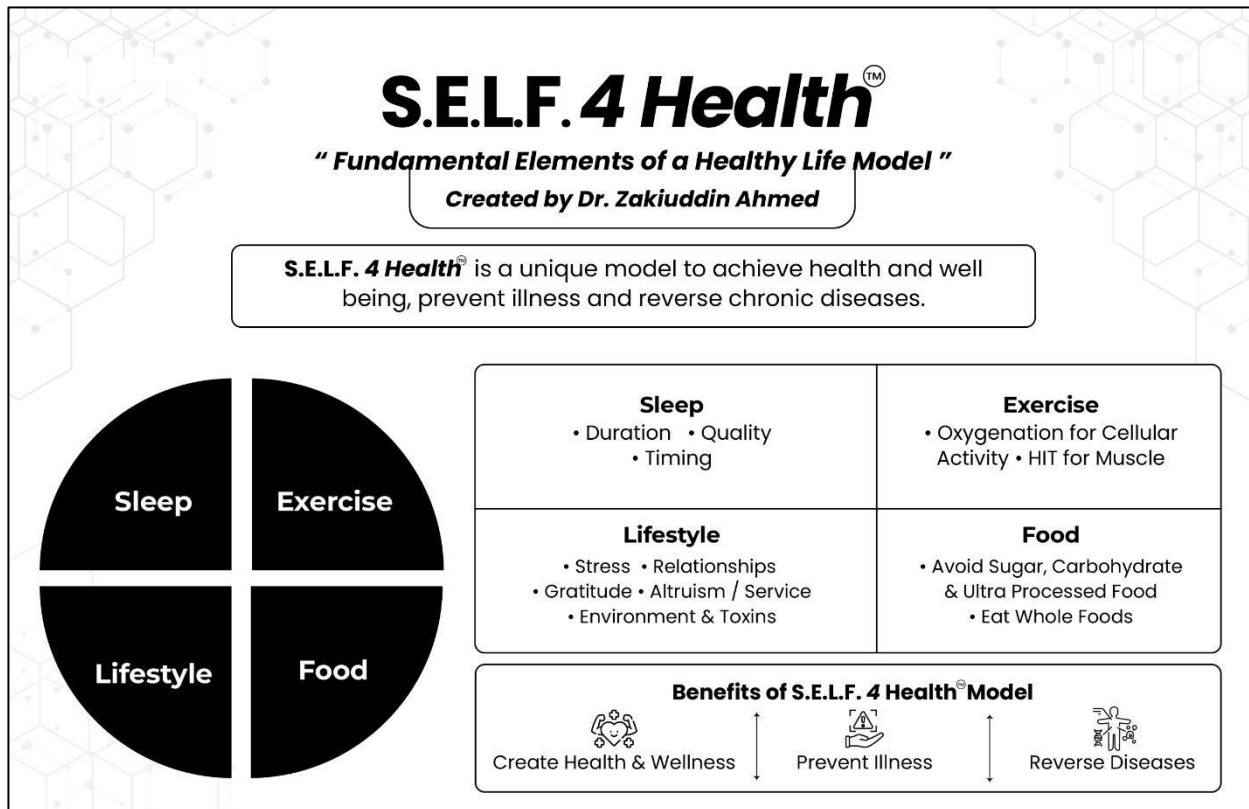 S.E.L.F. 4 Health™
“ Fundamental Elements of a Healthy Life Model ”
Created by Dr. Zakiuddin Ahmed
S.E.L.F. 4 Health™ is a unique model to achieve health and well
being, prevent illness and reverse chronic diseases.
Sleep
Exercise
Lifestyle
Food
Sleep
• Duration • Quality
• Timing
Exercise
• Oxygenation for Cellular
Activity • HIT for Muscle
Lifestyle
• Stress • Relationships
• Gratitude • Altruism / Service
• Environment & Toxins
Food
• Avoid Sugar, Carbohydrate
& Ultra Processed Food
• Eat Whole Foods
Benefits of S.E.L.F. 4 Health™ Model
Create Health & Wellness
Prevent Illness
Reverse Diseases